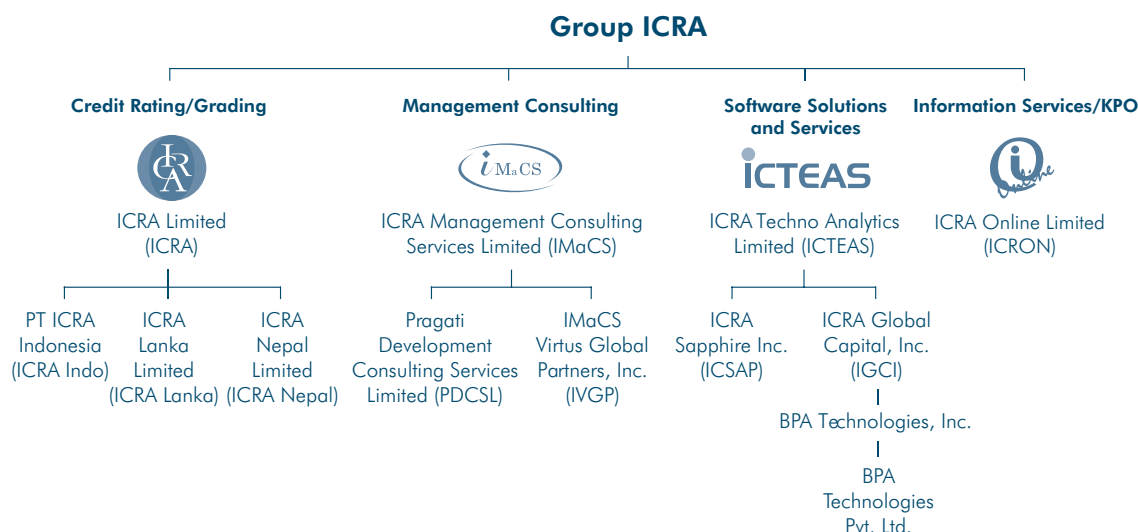 Group ICRA
Credit Rating/Grading
ICRA
ICRA Limited
(ICRA)
PT ICRA
Indonesia
(ICRA Indo)
ICRA
Lanka
Limited
(ICRA Lanka)
ICRA
Nepal
Limited
(ICRA Nepal)
Management Consulting
iMaCS
ICRA Management Consulting
Services Limited (IMaCS)
Pragati
Development
Consulting Services
Limited (PDCSL)
IMaCS
Virtus Global
Partners, Inc.
(IVGP)
Software Solutions
and Services
iCTEAS
ICRA Techno Analytics
Limited (ICTEAS)
ICRA
Sapphire Inc.
(ICSAP)
ICRA Global
Capital, Inc.
(IGCI)
BPA Technologies, Inc.
BPA
Technologies
Pvt. Ltd.
Information Services/KPO
i Online
ICRA Online Limited
(ICRON)